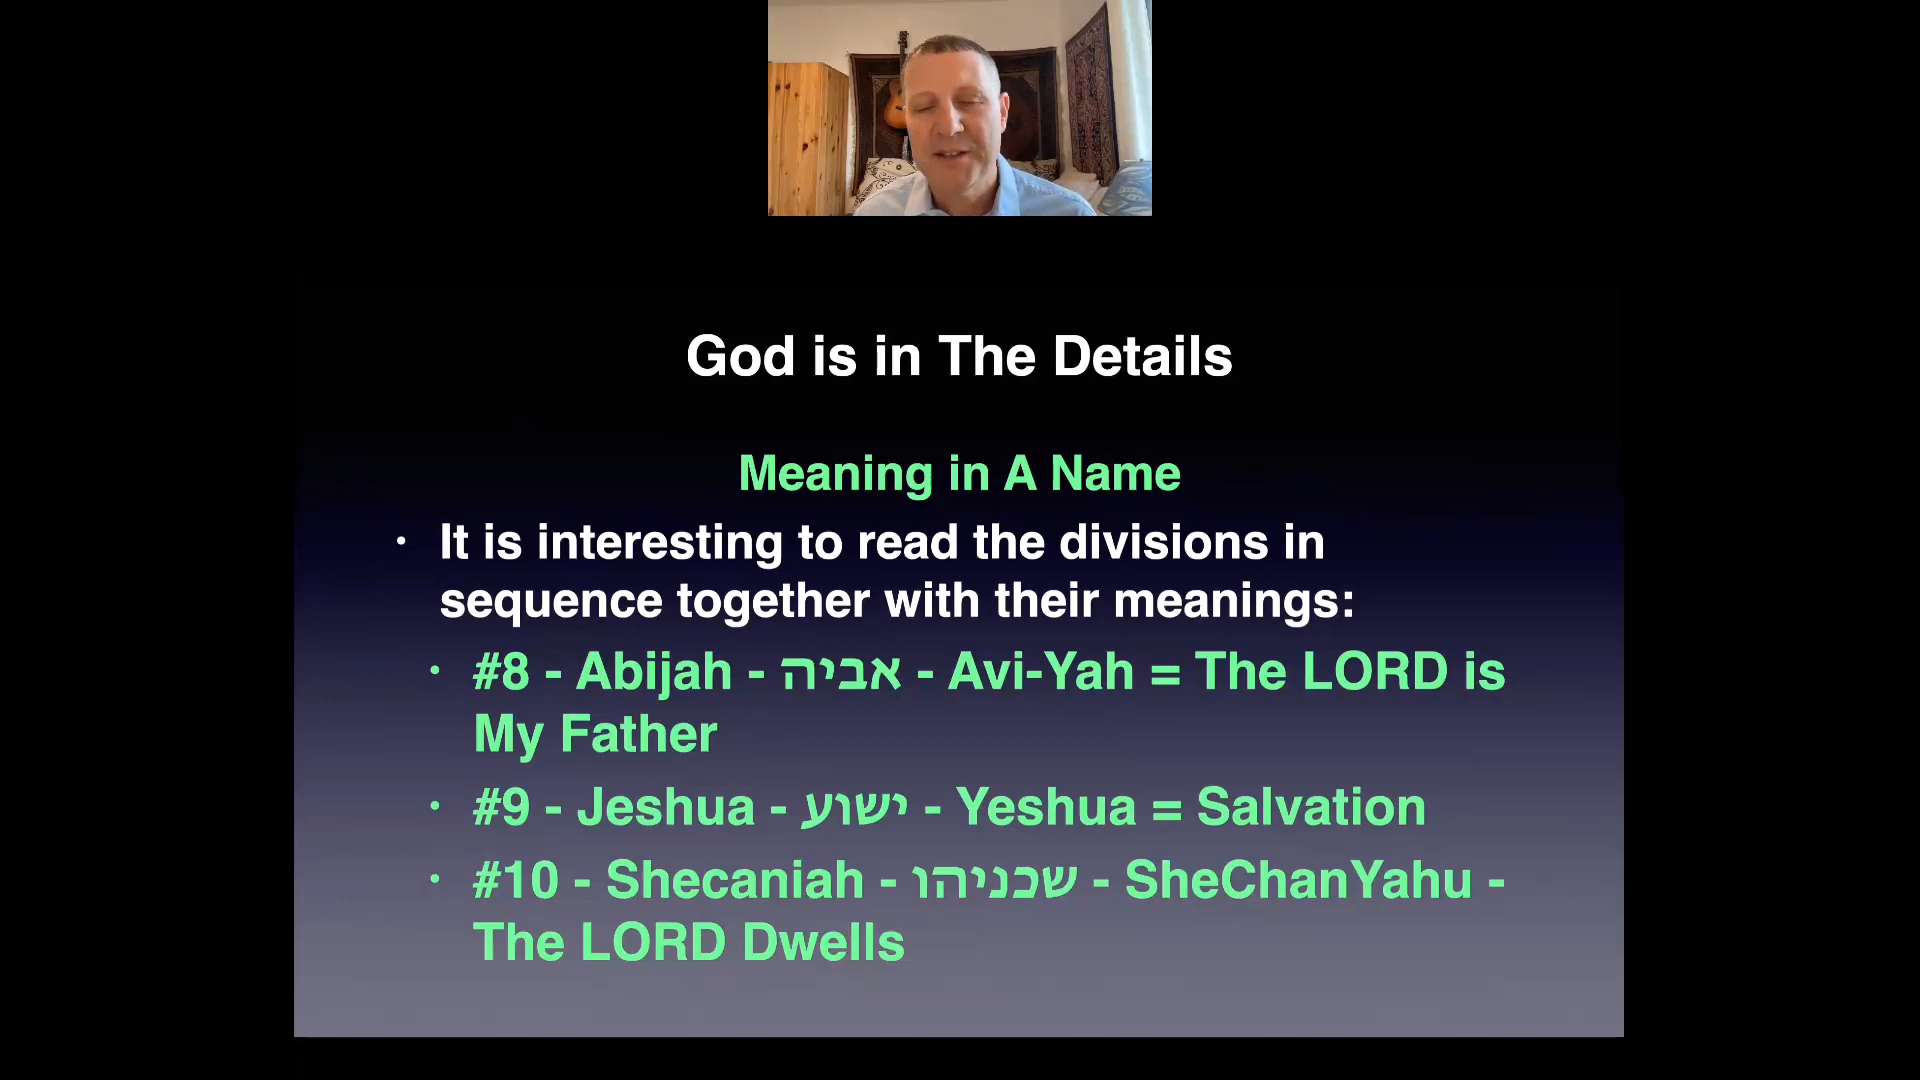 God is in The Details
Meaning in A Name
· It is interesting to read the divisions in
sequence together with their meanings:
· #8 - Abijah - אביה - Avi-Yah = The LORD is
My Father
· #9 - Jeshua - ישוע - Yeshua = Salvation
· #10 - Shecaniah - שכניהו - SheChanYahu -
The LORD Dwells